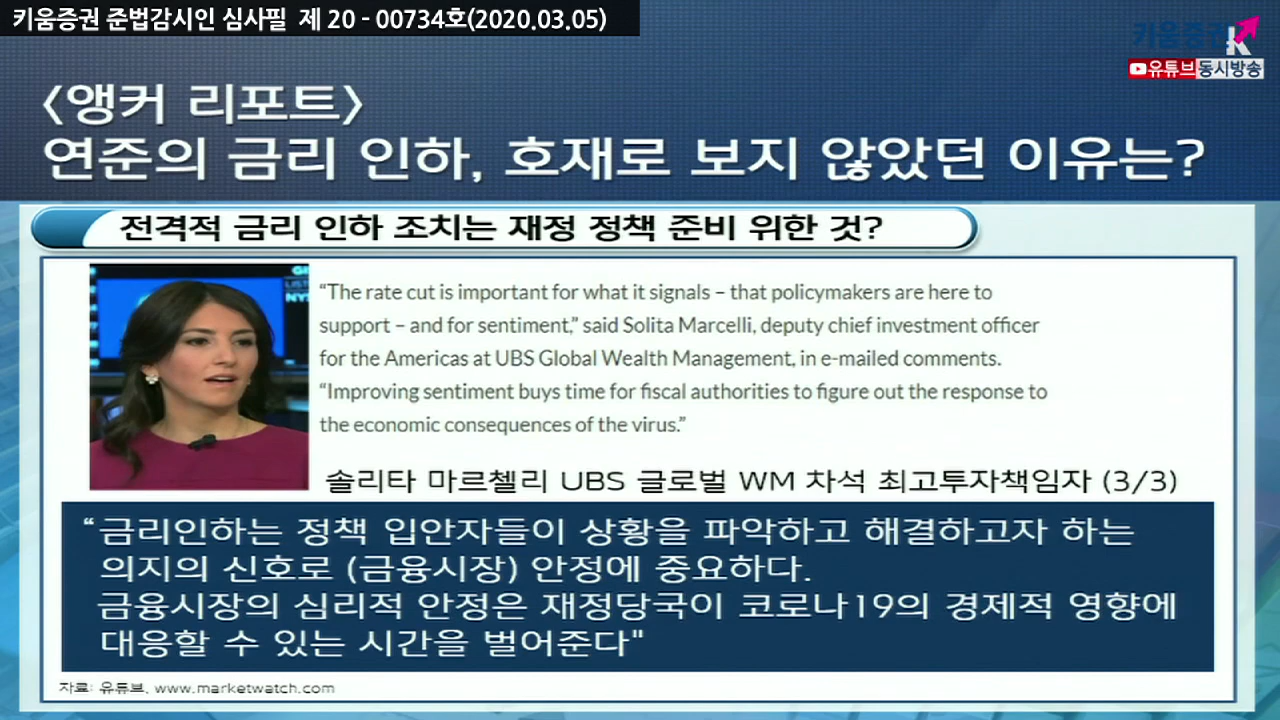 키움증권 준법감시인 심사필 제 20 - 00734호(2020.03.05)
키움증권
유튜브 동시방송
<앵커 리포트>
연준의 금리 인하, 호재로 보지 않았던 이유는?
전격적 금리 인하 조치는 재정 정책 준비 위한 것?
“The rate cut is important for what it signals – that policymakers are here to
support – and for sentiment,” said Solita Marcelli, deputy chief investment officer
for the Americas at UBS Global Wealth Management, in e-mailed comments.
“Improving sentiment buys time for fiscal authorities to figure out the response to
the economic consequences of the virus.”
솔리타 마르첼리 UBS 글로벌 WM 차석 최고투자책임자 (3/3)
“금리인하는 정책 입안자들이 상황을 파악하고 해결하고자 하는
의지의 신호로 (금융시장) 안정에 중요하다.
금융시장의 심리적 안정은 재정당국이 코로나19의 경제적 영향에
대응할 수 있는 시간을 벌어준다"
자료: 유튜브, www.marketwatch.com